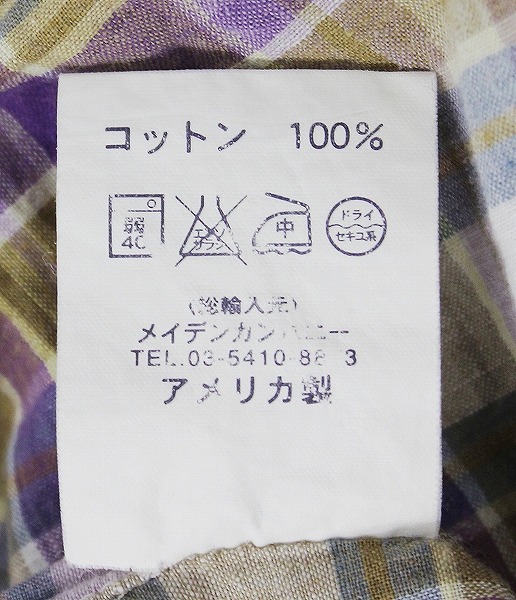 コットン 100%
弱 40 エンソ サラシ 中 ドライ セキユ系
(総輸入元)
メイデンカンパニー
TEL.03-5410-88 3
アメリカ製